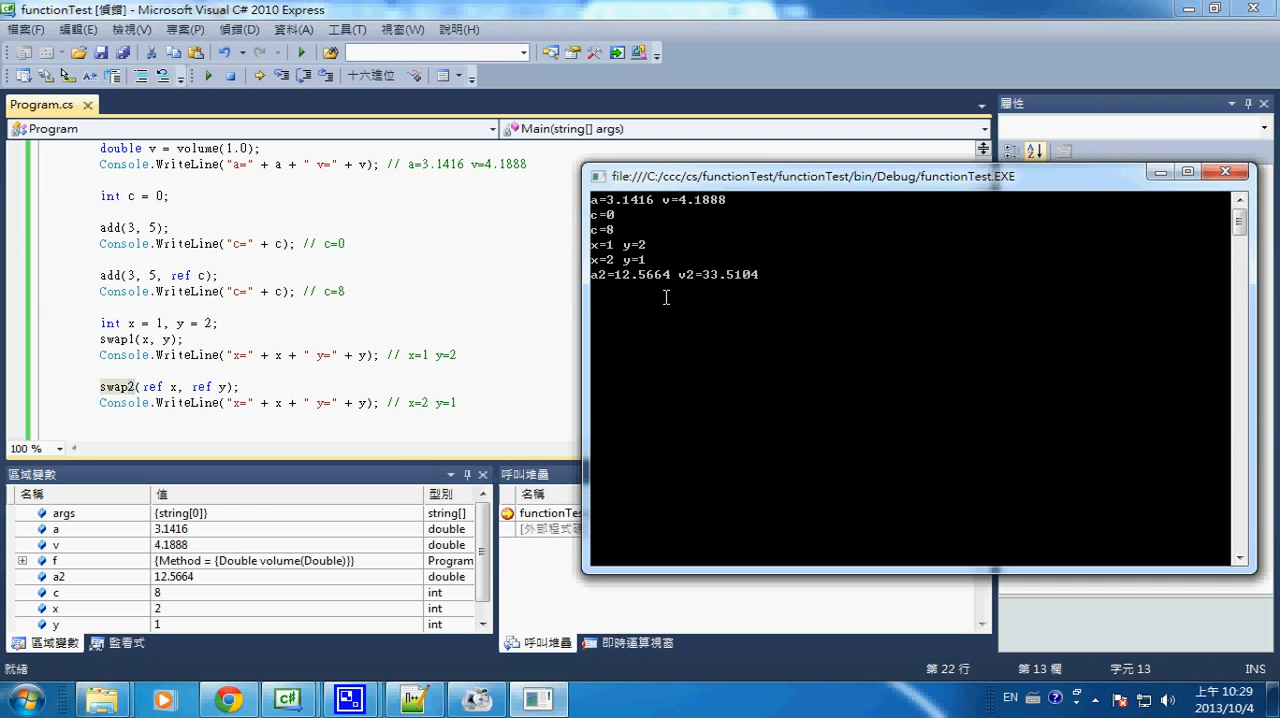 functionTest [偵錯] - Microsoft Visual C# 2010 Express
檔案(F) 編輯(E) 檢視(V) 專案(P) 偵錯(D) 資料(A) 工具(T) 視窗(W) 說明(H)
十六進位
Program.cs
屬性
Program
Main(string[] args)
double v = volume(1.0);
Console.WriteLine("a=" + a + " v=" + v); // a=3.1416 v=4.1888
int c = 0;
add(3, 5);
Console.WriteLine("c=" + c); // c=0
add(3, 5, ref c);
Console.WriteLine("c=" + c); // c=8
int x = 1, y = 2;
swap1(x, y);
Console.WriteLine("x=" + x + " y=" + y); // x=1 y=2
swap2(ref x, ref y);
Console.WriteLine("x=" + x + " y=" + y); // x=2 y=1
100 %
file:///C:/ccc/cs/functionTest/functionTest/bin/Debug/functionTest.EXE
a=3.1416 v=4.1888
c=0
c=8
x=1 y=2
x=2 y=1
a2=12.5664 v2=33.5104
區域變數
名稱 值 型別
args {string[0]} string[]
a 3.1416 double
v 4.1888 double
f {Method = {Double volume(Double)}} Program
a2 12.5664 double
c 8 int
x 2 int
y 1 int
區域變數 監看式
呼叫堆疊
名稱
functionTes
[外部程式碼
呼叫堆疊 即時運算視窗
就緒 第 22 行 第 13 欄 字元 13 INS
EN
上午 10:29
2013/10/4